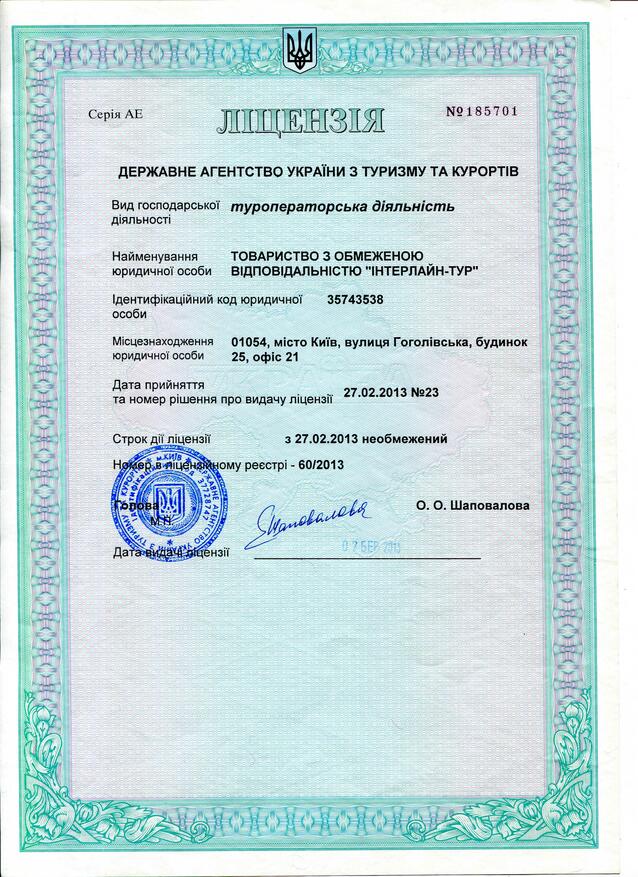 Серія АЕ
ЛІЦЕНЗІЯ
№185701
ДЕРЖАВНЕ АГЕНТСТВО УКРАЇНИ З ТУРИЗМУ ТА КУРОРТІВ
Вид господарської діяльності
туроператорська діяльність
Найменування юридичної особи
ТОВАРИСТВО З ОБМЕЖЕНОЮ
ВІДПОВІДАЛЬНІСТЮ "ІНТЕРЛАЙН-ТУР"
Ідентифікаційний код юридичної особи
35743538
Місцезнаходження юридичної особи
01054, місто Київ, вулиця Гоголівська, будинок
25, офіс 21
Дата прийняття
та номер рішення про видачу ліцензії
27.02.2013 №23
Строк дії ліцензії
з 27.02.2013 необмежений
Номер в ліцензійному реєстрі - 60/2013
Голова
М.П.
Шаповалова
О. О. Шаповалова
Дата видачі ліцензії
07 БЕР 2013
м.КИЇВ
ДЕРЖАВНЕ АГЕНТСТВО УКРАЇНИ З ТУРИЗМУ ТА КУРОРТІВ
Ідентифікаційний код 37728747